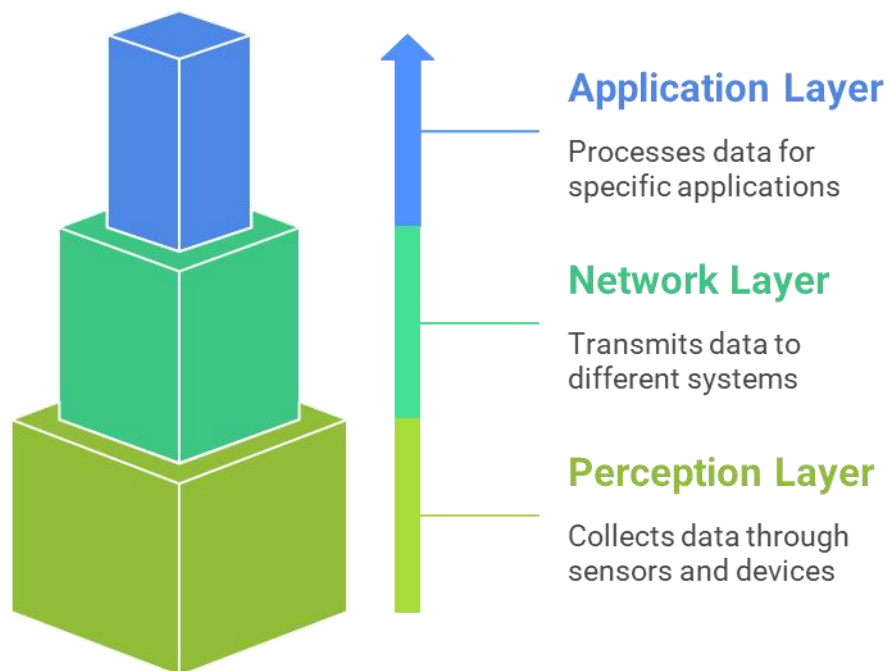 Application Layer
Processes data for
specific applications
Network Layer
Transmits data to
different systems
Perception Layer
Collects data through
sensors and devices